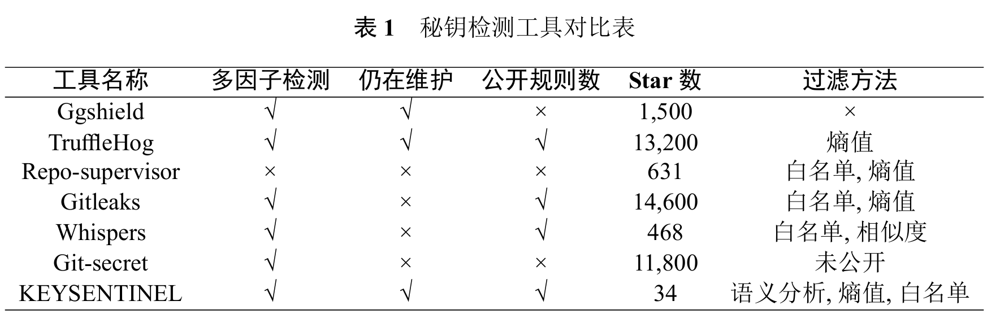 表 1 秘钥检测工具对比表
工具名称 多因子检测 仍在维护 公开规则数 Star 数 过滤方法
Ggshield √ √ × 1,500 ×
TruffleHog √ √ √ 13,200 熵值
Repo-supervisor × × × 631 白名单, 熵值
Gitleaks √ × √ 14,600 白名单, 熵值
Whispers √ × √ 468 白名单, 相似度
Git-secret √ × × 11,800 未公开
KEYSENTINEL √ √ √ 34 语义分析, 熵值, 白名单